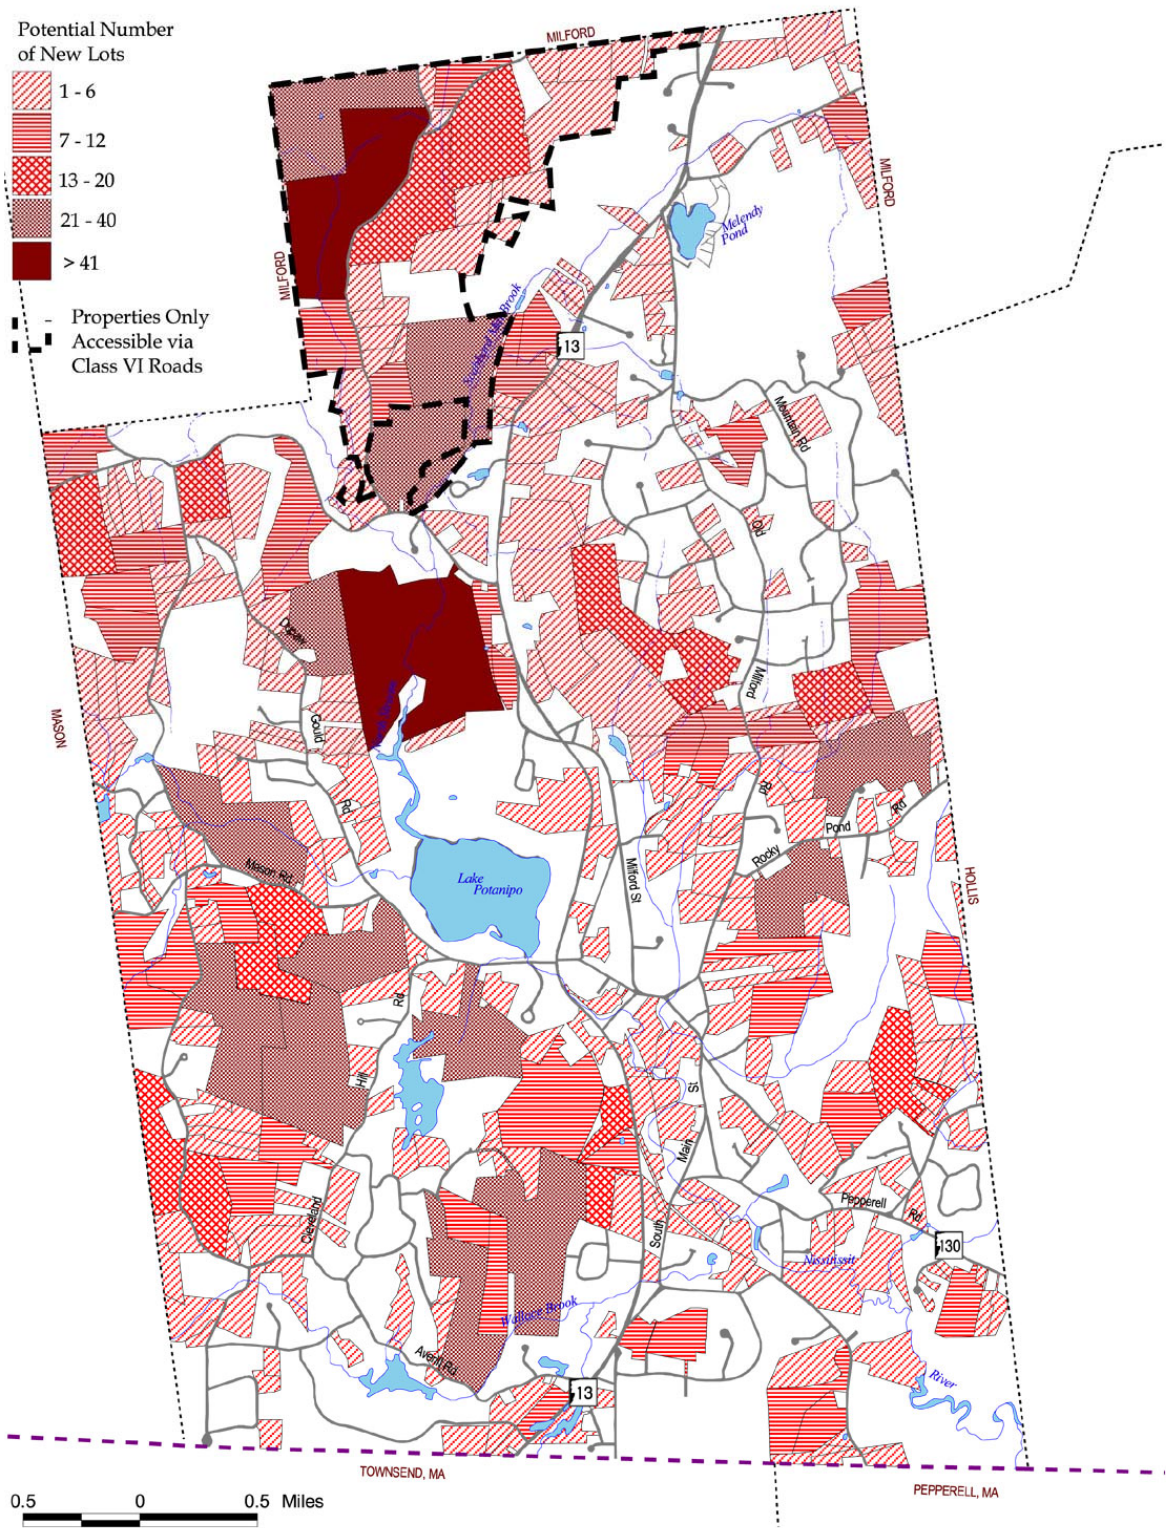 Potential Number
of New Lots
1 - 6
7 - 12
13 - 20
21 - 40
> 41
Properties Only
Accessible via
Class VI Roads
MILFORD
MILFORD
MILFORD
Melendy
Pond
Brook
13
Mountain Rd
Old
Milford
Rd
MASON
Gould
Rd
Mason Rd
Lake
Potanipo
Milford St
Rocky
Pond
Rd
HOLLIS
Rd
Hill
Cleveland
Main
St
South
Pepperell
Rd
130
Nissitissit
River
Wallace Brook
Averill Rd
13
TOWNSEND, MA
PEPPERELL, MA
0.5 0 0.5 Miles